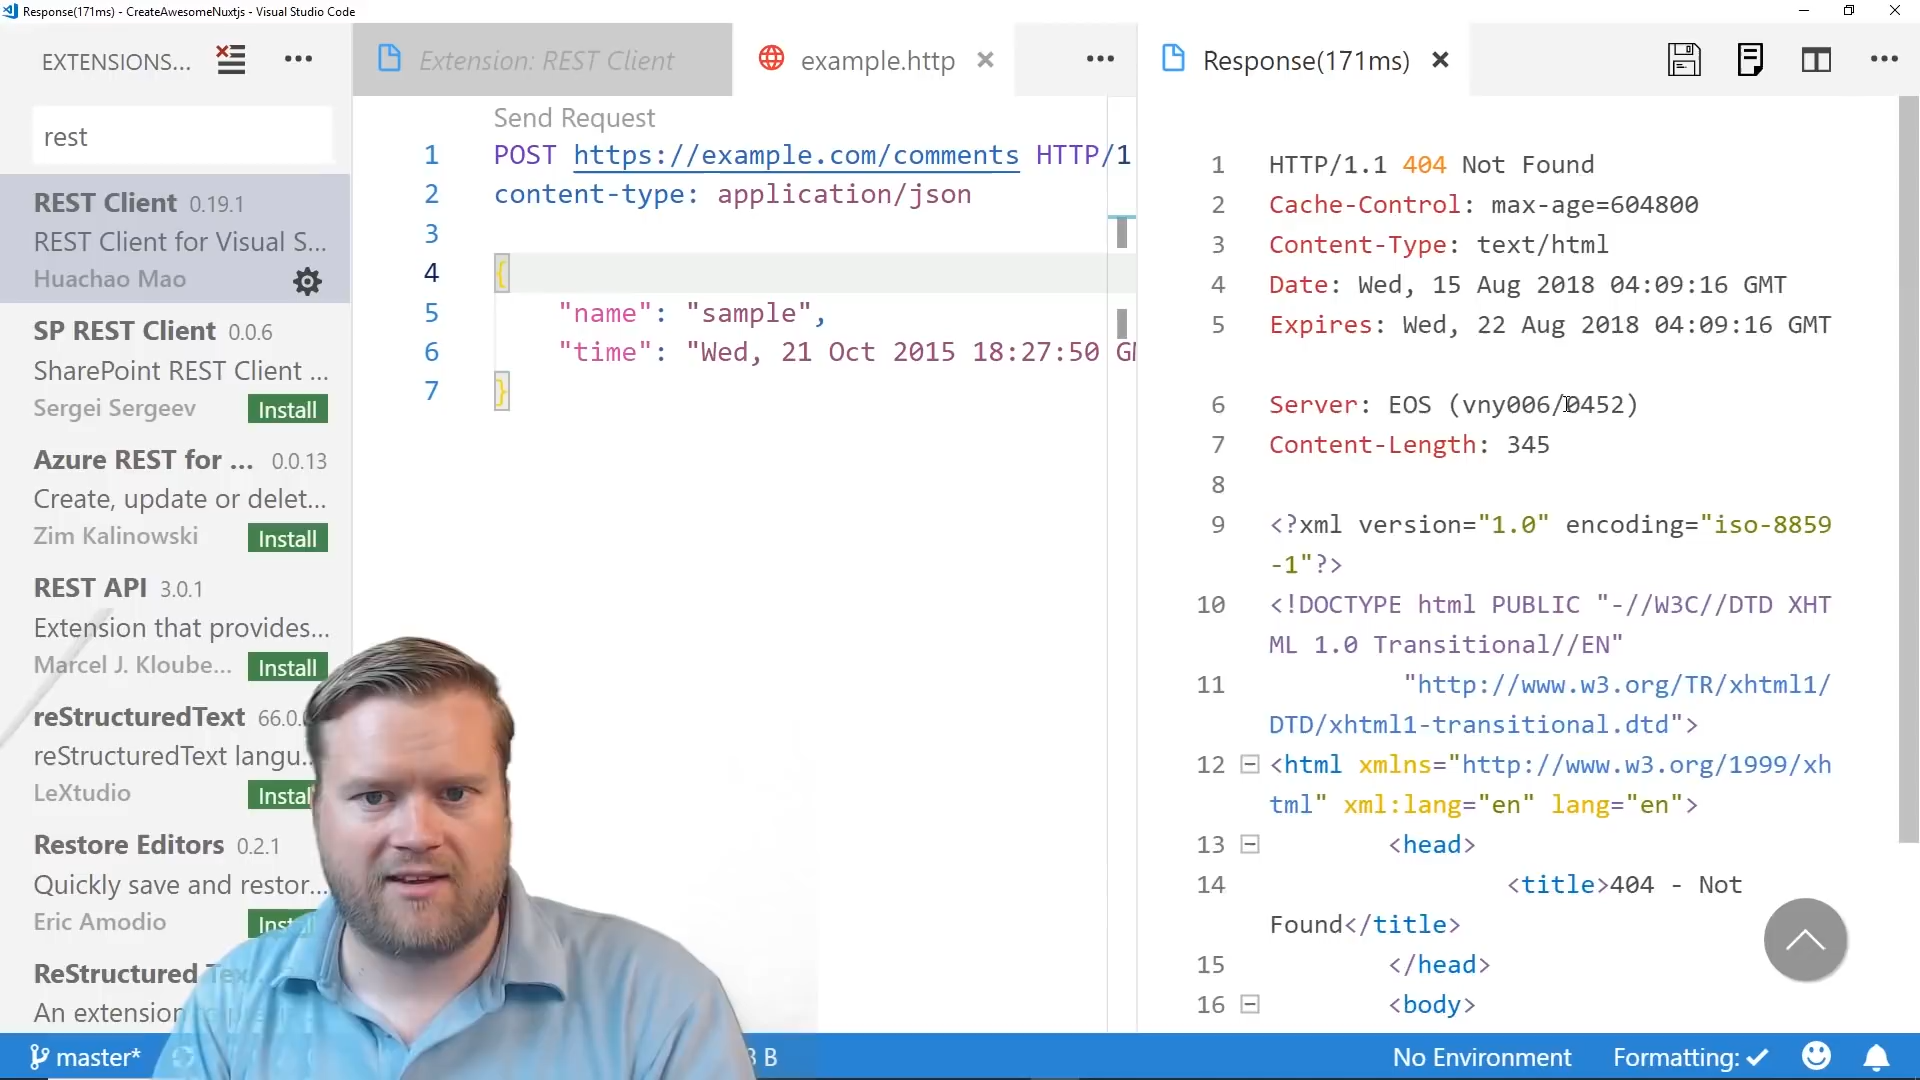 Response(171ms) - CreateAwesomeNuxtjs - Visual Studio Code
EXTENSIONS...
rest
REST Client 0.19.1
REST Client for Visual S...
Huachao Mao
SP REST Client 0.0.6
SharePoint REST Client ...
Sergei Sergeev Install
Azure REST for ... 0.0.13
Create, update or delet...
Zim Kalinowski Install
REST API 3.0.1
Extension that provides...
Marcel J. Kloube... Install
reStructuredText 66.0.
reStructuredText langu...
LeXtudio Instal
Restore Editors 0.2.1
Quickly save and restor...
Eric Amodio Inst
ReStructured Tex
An extension
Extension: REST Client
example.http
Send Request
1 POST https://example.com/comments HTTP/1
2 content-type: application/json
3
4 {
5 "name": "sample",
6 "time": "Wed, 21 Oct 2015 18:27:50 GM
7 }
Response(171ms)
1 HTTP/1.1 404 Not Found
2 Cache-Control: max-age=604800
3 Content-Type: text/html
4 Date: Wed, 15 Aug 2018 04:09:16 GMT
5 Expires: Wed, 22 Aug 2018 04:09:16 GMT
6 Server: EOS (vny006/0452)
7 Content-Length: 345
8
9 <?xml version="1.0" encoding="iso-8859
-1"?>
10 <!DOCTYPE html PUBLIC "-//W3C//DTD XHT
ML 1.0 Transitional//EN"
11 "http://www.w3.org/TR/xhtml1/
DTD/xhtml1-transitional.dtd">
12 <html xmlns="http://www.w3.org/1999/xh
tml" xml:lang="en" lang="en">
13 <head>
14 <title>404 - Not
Found</title>
15 </head>
16 <body>
master*
B
No Environment
Formatting: ✓